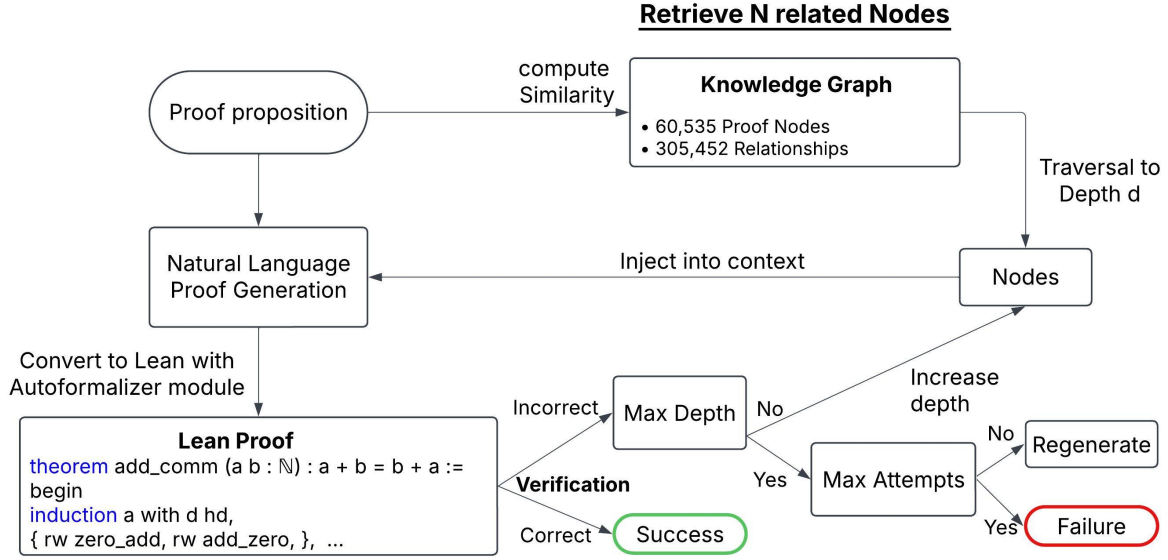 Retrieve N related Nodes
Proof proposition
compute
Similarity
Knowledge Graph
• 60,535 Proof Nodes
• 305,452 Relationships
Traversal to
Depth d
Natural Language
Proof Generation
Inject into context
Nodes
Convert to Lean with
Autoformalizer module
Lean Proof
theorem add_comm (a b : ℕ) : a + b = b + a :=
begin
induction a with d hd,
{ rw zero_add, rw add_zero, }, ...
Verification
Incorrect
Correct
Max Depth
No
Increase
depth
Yes
Max Attempts
No
Regenerate
Yes
Failure
Success